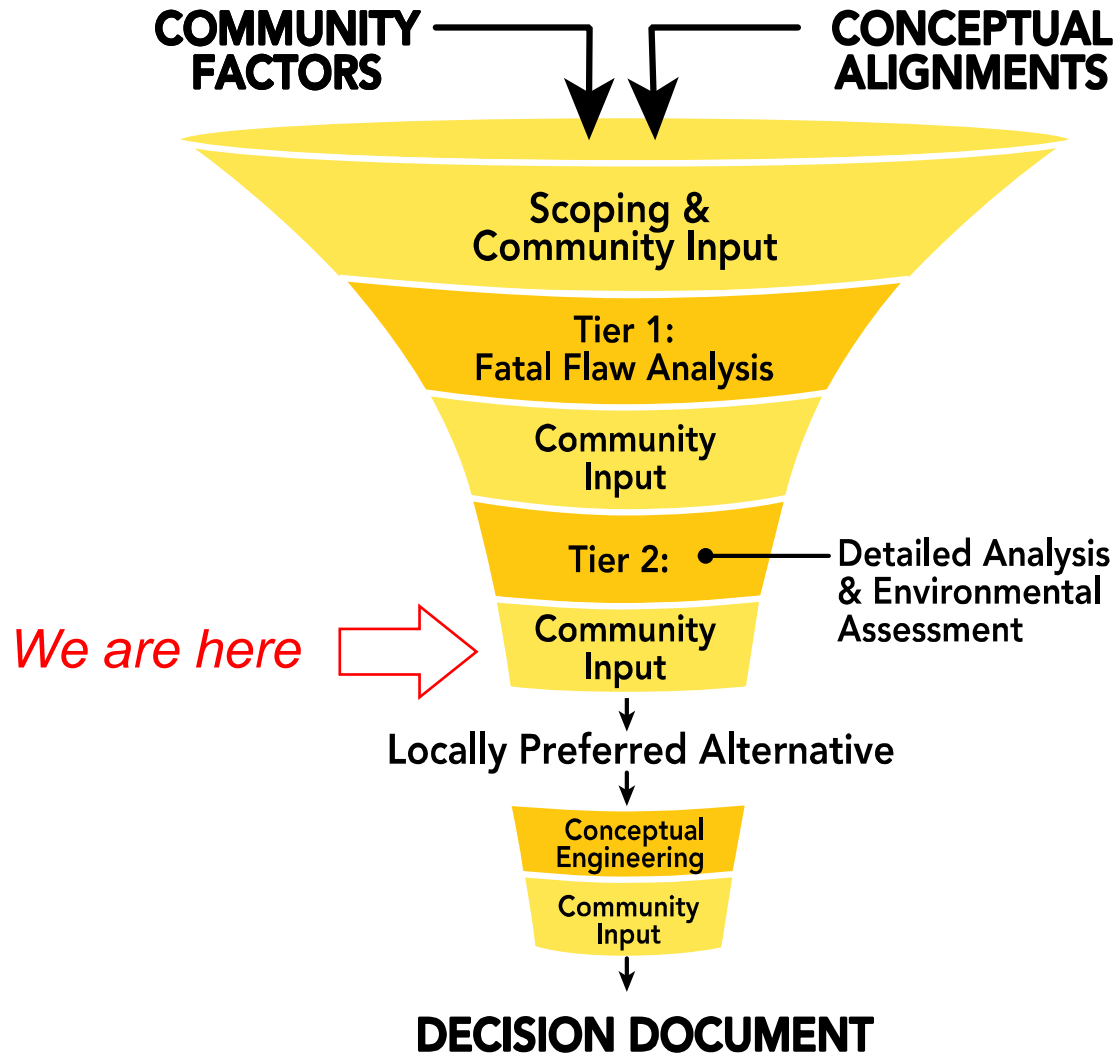 COMMUNITY
FACTORS
CONCEPTUAL
ALIGNMENTS
Scoping &
Community Input
Tier 1:
Fatal Flaw Analysis
Community
Input
Tier 2:
Detailed Analysis
& Environmental
Assessment
We are here
Community
Input
Locally Preferred Alternative
Conceptual
Engineering
Community
Input
DECISION DOCUMENT